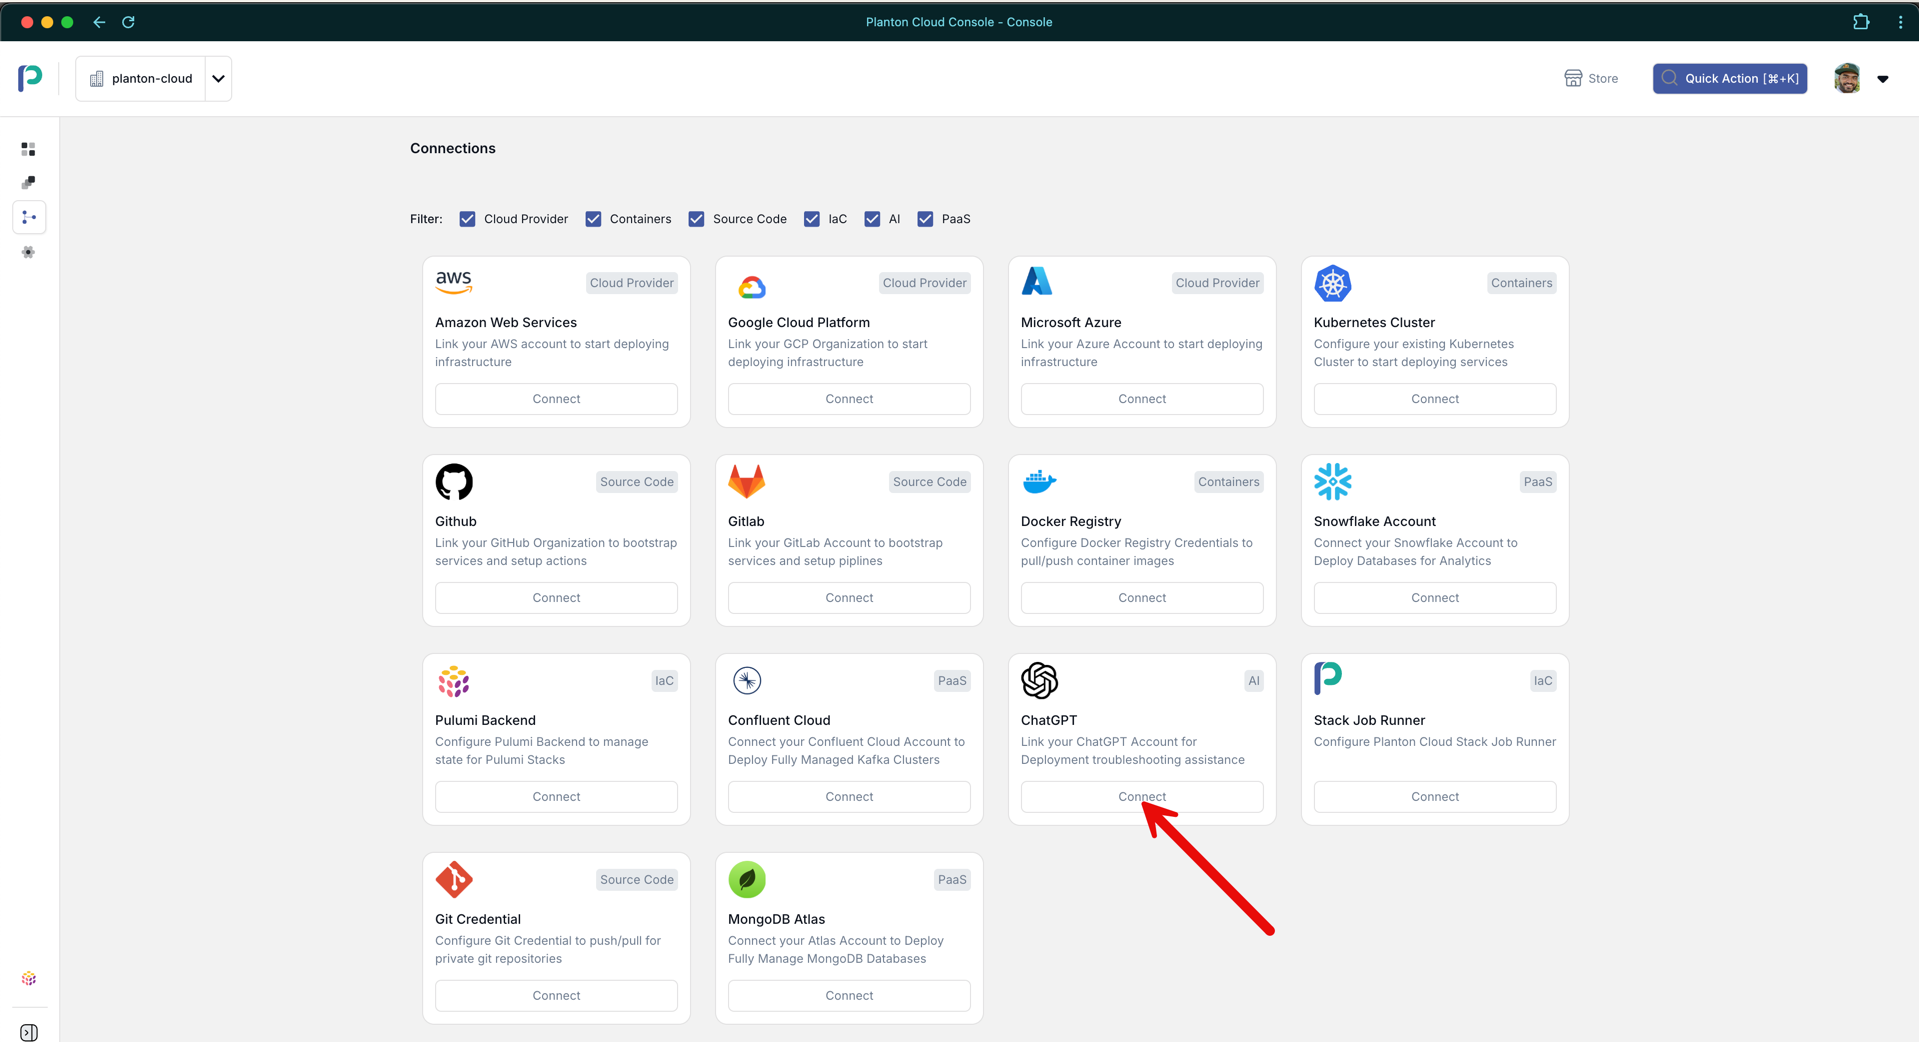 Planton Cloud Console - Console
planton-cloud
Store
Quick Action [⌘+K]
Connections
Filter:
Cloud Provider
Containers
Source Code
IaC
AI
PaaS
aws
Cloud Provider
Amazon Web Services
Link your AWS account to start deploying
infrastructure
Connect
Cloud Provider
Google Cloud Platform
Link your GCP Organization to start
deploying infrastructure
Connect
Cloud Provider
Microsoft Azure
Link your Azure Account to start deploying
infrastructure
Connect
Containers
Kubernetes Cluster
Configure your existing Kubernetes
Cluster to start deploying services
Connect
Source Code
Github
Link your GitHub Organization to bootstrap
services and setup actions
Connect
Source Code
Gitlab
Link your GitLab Account to bootstrap
services and setup piplines
Connect
Containers
Docker Registry
Configure Docker Registry Credentials to
pull/push container images
Connect
PaaS
Snowflake Account
Connect your Snowflake Account to
Deploy Databases for Analytics
Connect
IaC
Pulumi Backend
Configure Pulumi Backend to manage
state for Pulumi Stacks
Connect
PaaS
Confluent Cloud
Connect your Confluent Cloud Account to
Deploy Fully Managed Kafka Clusters
Connect
AI
ChatGPT
Link your ChatGPT Account for
Deployment troubleshooting assistance
Connect
IaC
Stack Job Runner
Configure Planton Cloud Stack Job Runner
Connect
Source Code
Git Credential
Configure Git Credential to push/pull for
private git repositories
Connect
PaaS
MongoDB Atlas
Connect your Atlas Account to Deploy
Fully Manage MongoDB Databases
Connect